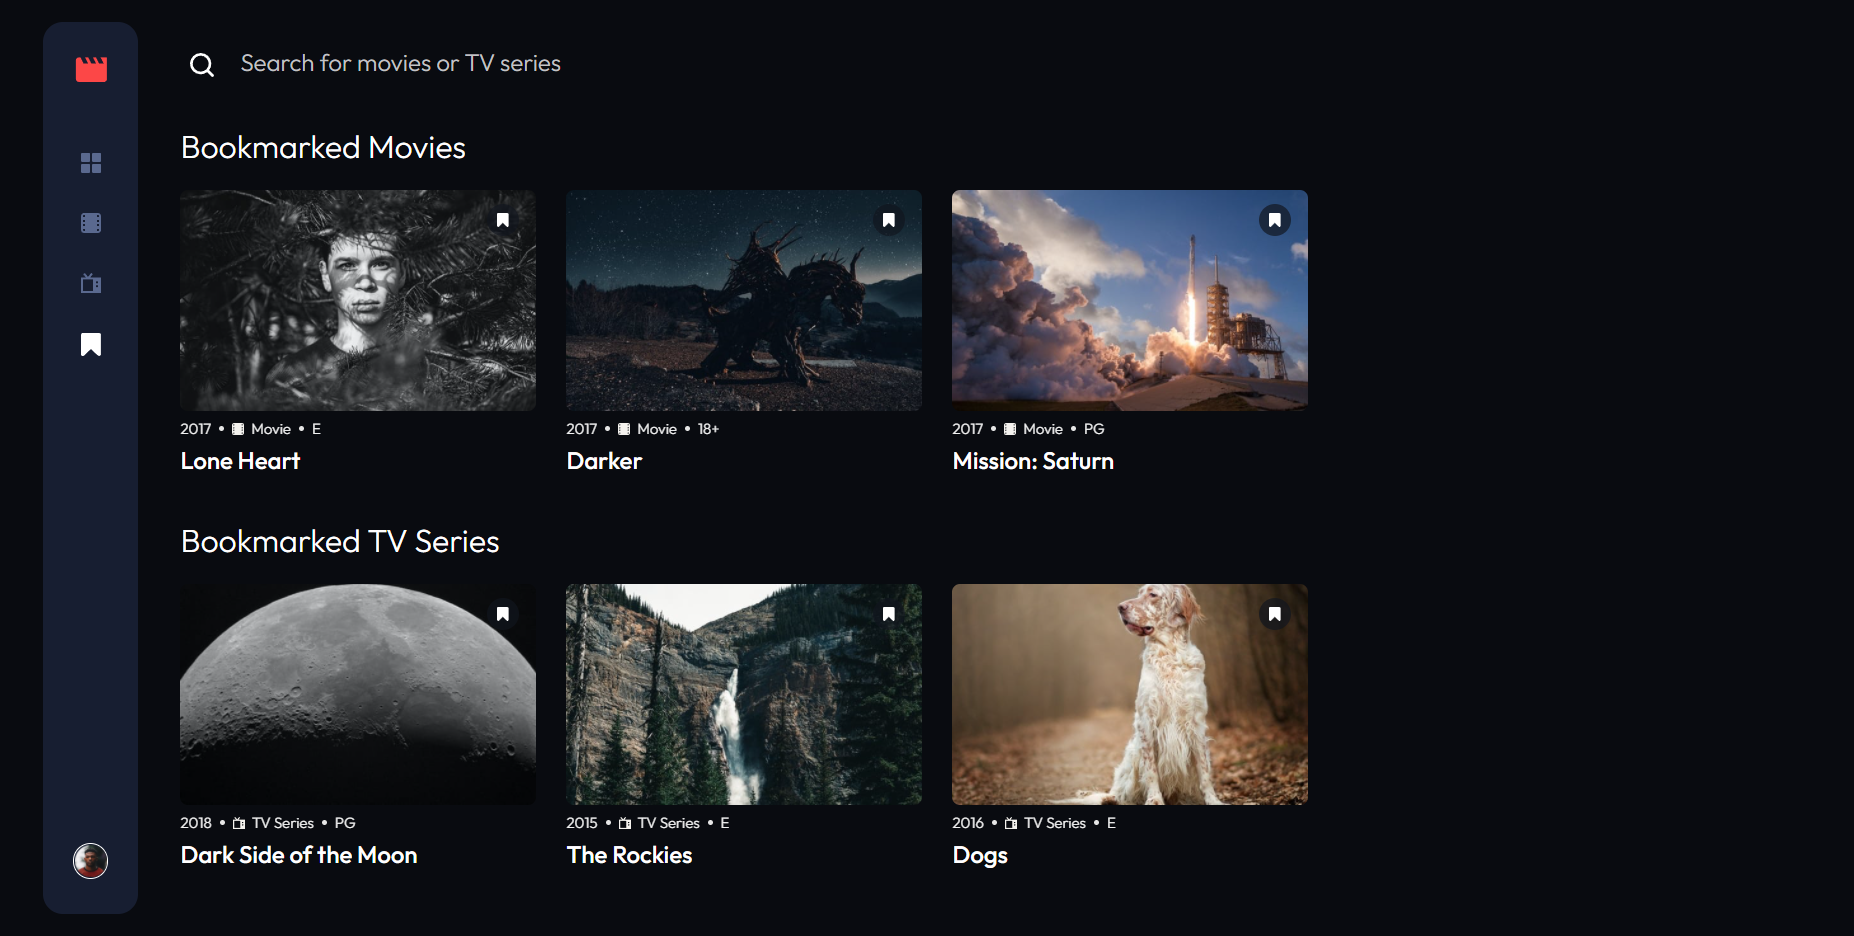 Search for movies or TV series
Bookmarked Movies
2017 • Movie • E
Lone Heart
2017 • Movie • 18+
Darker
2017 • Movie • PG
Mission: Saturn
Bookmarked TV Series
2018 • TV Series • PG
Dark Side of the Moon
2015 • TV Series • E
The Rockies
2016 • TV Series • E
Dogs